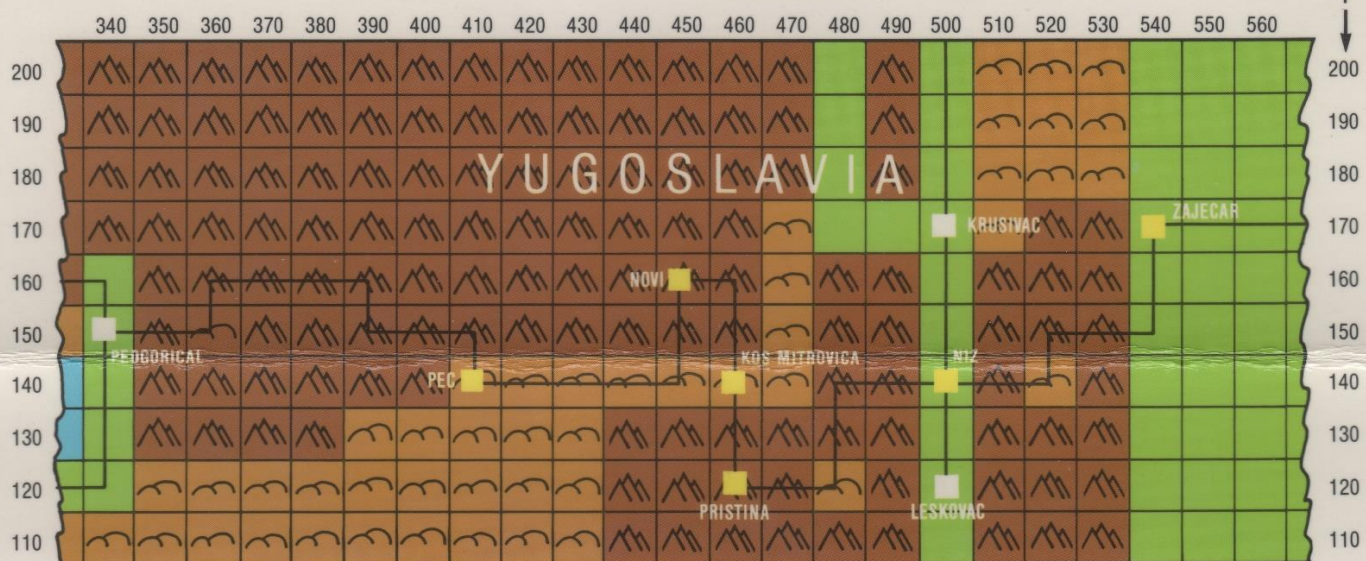 340 350 360 370 380 390 400 410 420 430 440 450 460 470 480 490 500 510 520 530 540 550 560
200 200
190 190
180 YUGOSLAVIA 180
ZAJECAR
170 KRUSIVAC 170
160 NOVI 160
150 150
PEDGORICAL KOS MITROVICA NIZ
140 PEC 140
130 130
120 120
PRISTINA LESKOVAC
110 110